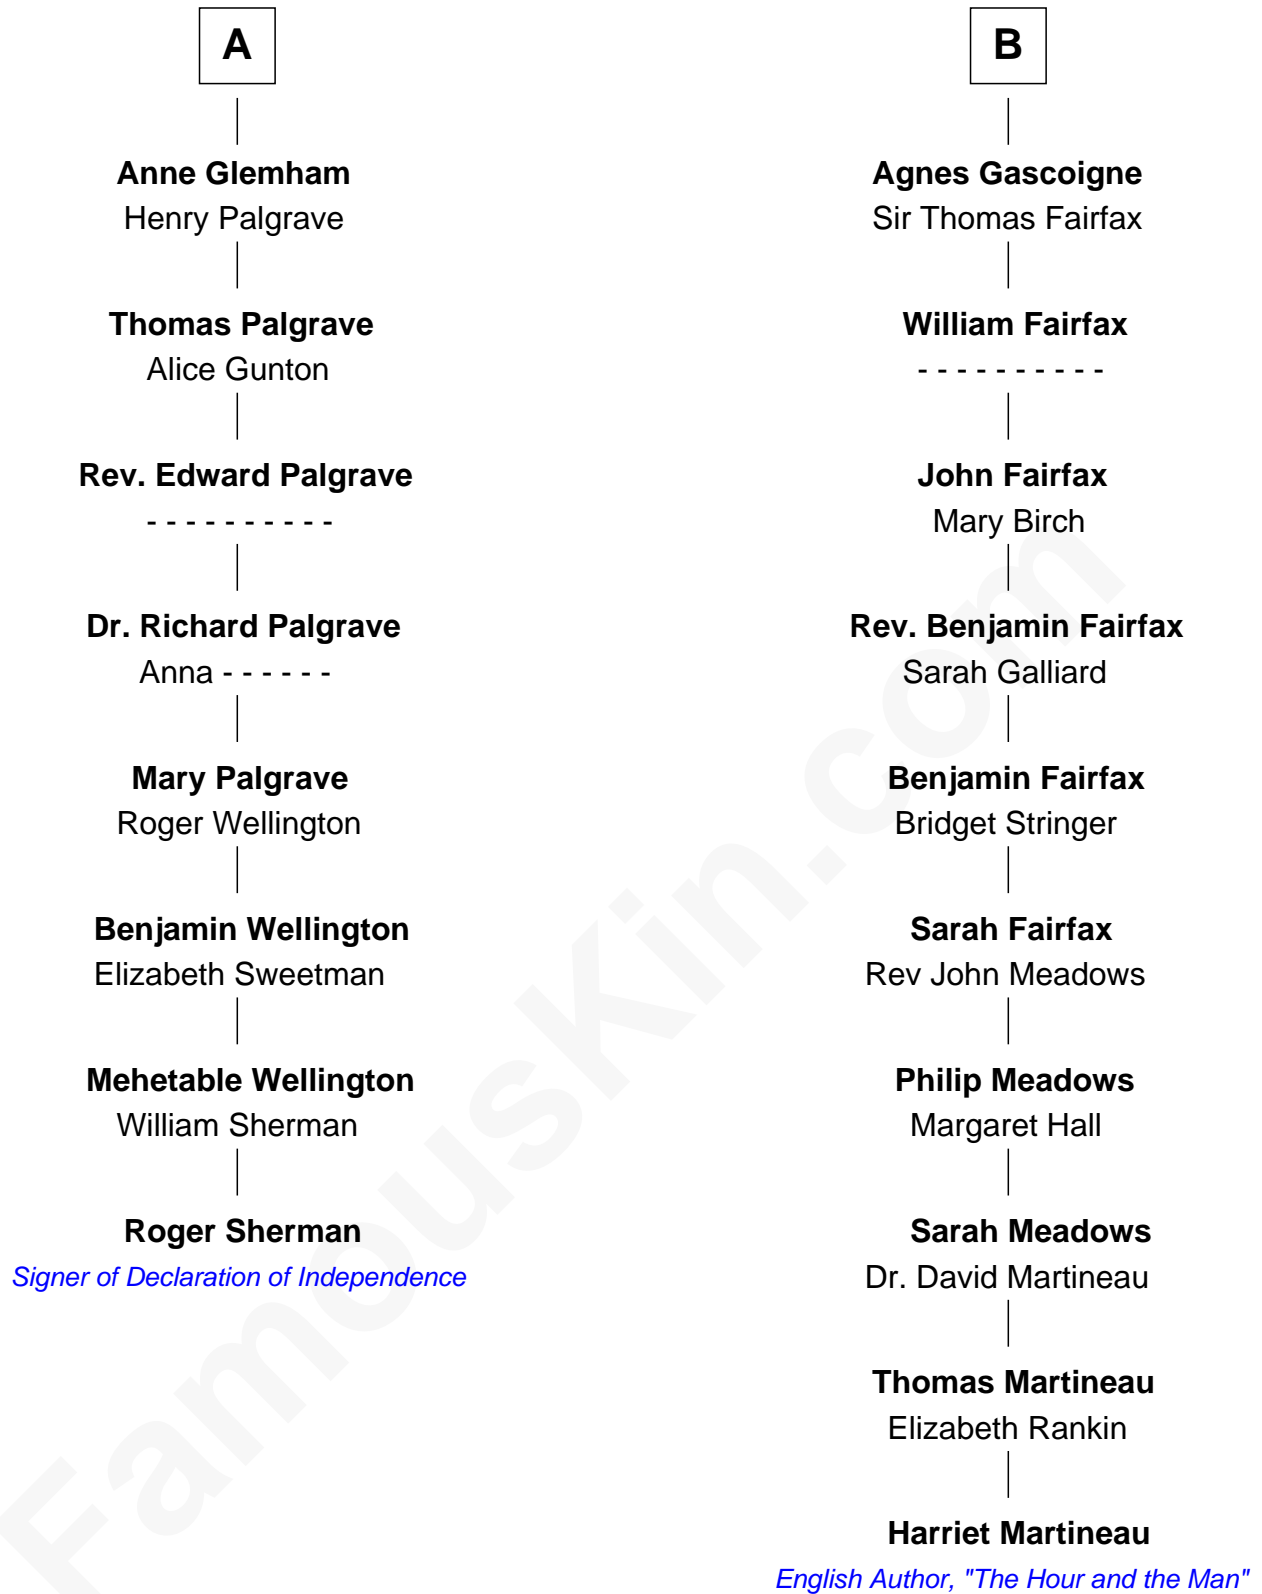 A
Anne Glemham
Henry Palgrave
Thomas Palgrave
Alice Gunton
Rev. Edward Palgrave
- - - - - - - - - -
Dr. Richard Palgrave
Anna - - - - - -
Mary Palgrave
Roger Wellington
Benjamin Wellington
Elizabeth Sweetman
Mehetable Wellington
William Sherman
Roger Sherman
Signer of Declaration of Independence
B
Agnes Gascoigne
Sir Thomas Fairfax
William Fairfax
- - - - - - - - - -
John Fairfax
Mary Birch
Rev. Benjamin Fairfax
Sarah Galliard
Benjamin Fairfax
Bridget Stringer
Sarah Fairfax
Rev John Meadows
Philip Meadows
Margaret Hall
Sarah Meadows
Dr. David Martineau
Thomas Martineau
Elizabeth Rankin
Harriet Martineau
English Author, "The Hour and the Man"
FamousKin.com